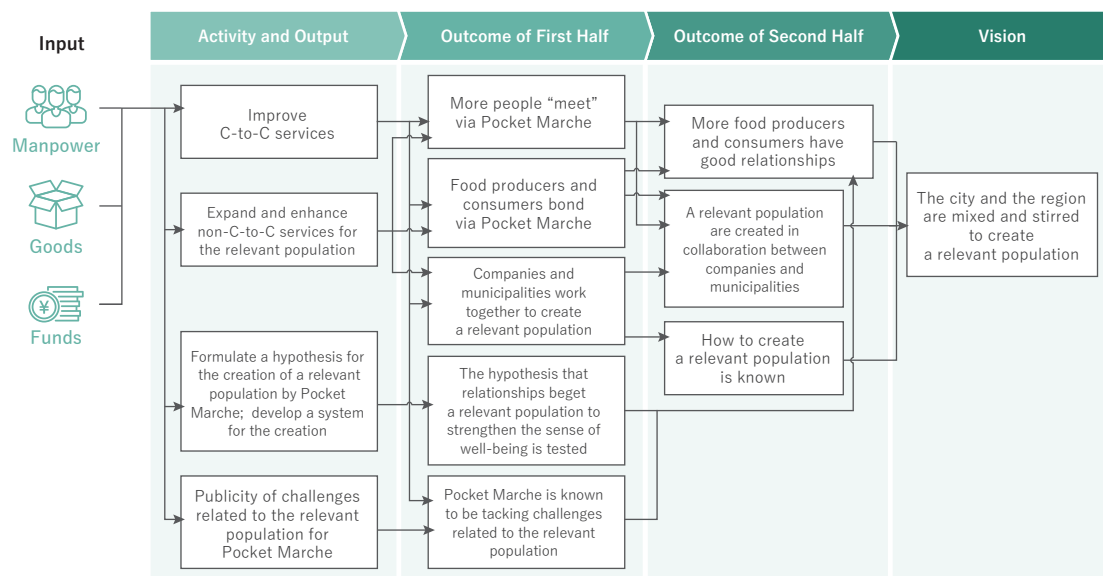 Input
Activity and Output
Outcome of First Half
Outcome of Second Half
Vision
Manpower
Goods
¥
Funds
Improve
C-to-C services
Expand and enhance
non-C-to-C services for
the relevant population
Formulate a hypothesis for
the creation of a relevant
population by Pocket
Marche; develop a system
for the creation
Publicity of challenges
related to the relevant
population for
Pocket Marche
More people “meet”
via Pocket Marche
Food producers and
consumers bond
via Pocket Marche
Companies and
municipalities work
together to create
a relevant population
The hypothesis that
relationships beget
a relevant population to
strengthen the sense of
well-being is tested
Pocket Marche is known
to be tacking challenges
related to the relevant
population
More food producers
and consumers have
good relationships
A relevant population
are created in
collaboration between
companies and
municipalities
How to create
a relevant population
is known
The city and the region
are mixed and stirred
to create
a relevant population